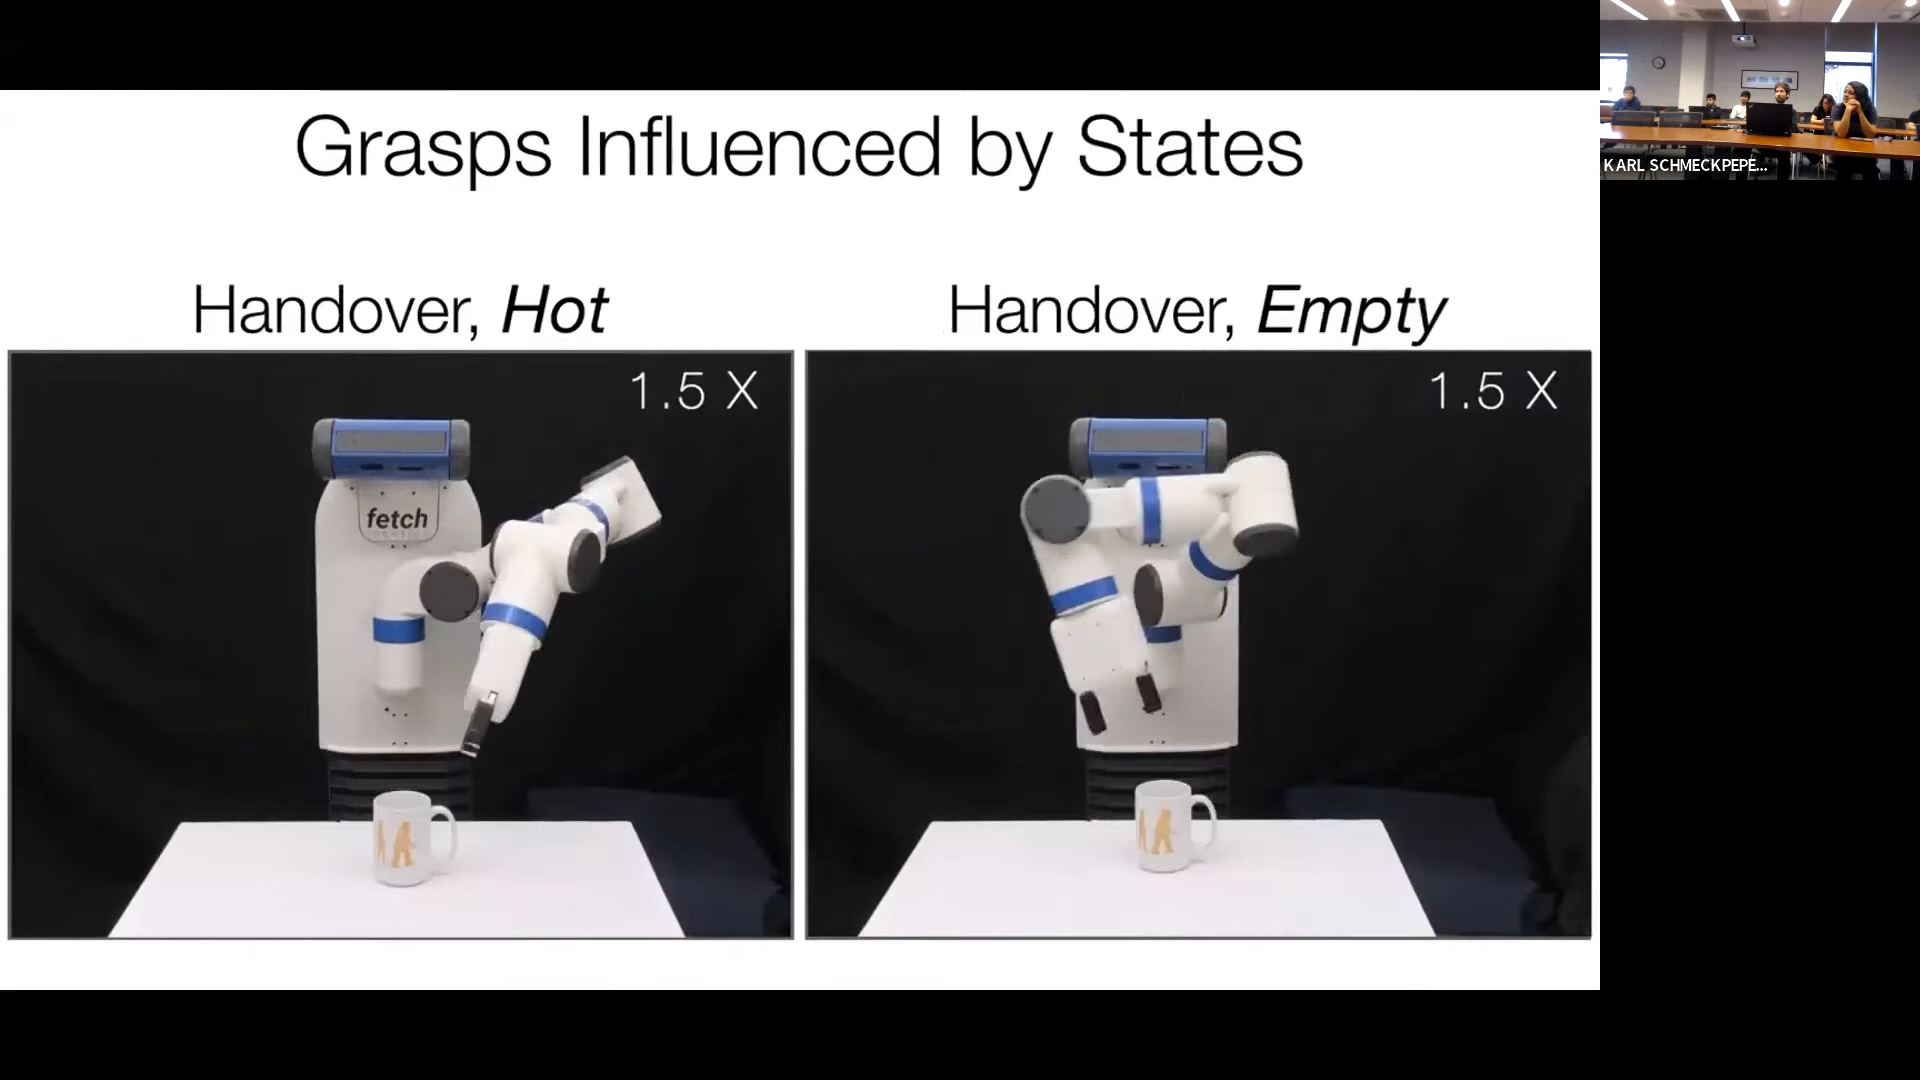 Grasps Influenced by States
KARL SCHMECKPEPE...
Handover, Hot
Handover, Empty
1.5 X
1.5 X
fetch